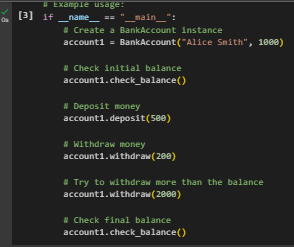 # Example usage:
[3] if __name__ == "__main__":
# Create a BankAccount instance
account1 = BankAccount("Alice Smith", 1000)
# Check initial balance
account1.check_balance()
# Deposit money
account1.deposit(500)
# Withdraw money
account1.withdraw(200)
# Try to withdraw more than the balance
account1.withdraw(2000)
# Check final balance
account1.check_balance()
0s